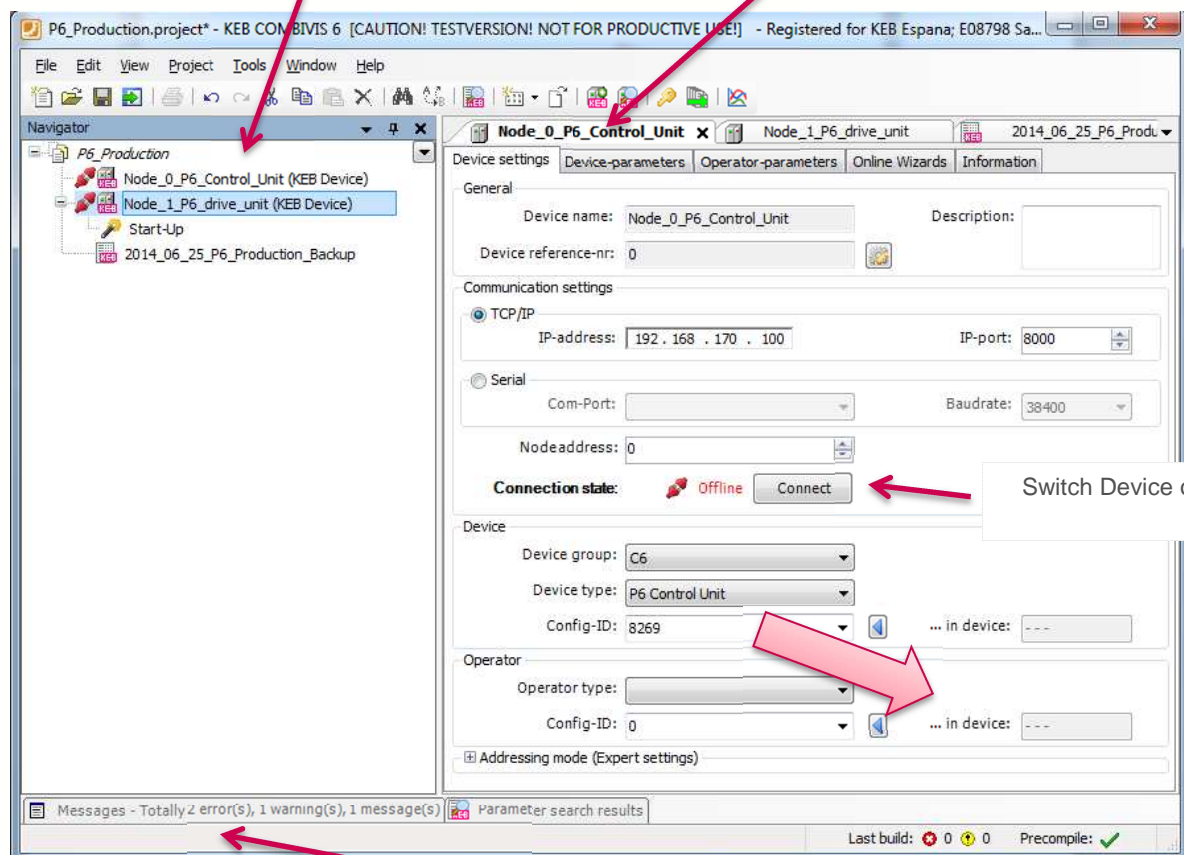 P6_Production.project* - KEB COMBIVIS 6 [CAUTION! TESTVERSION! NOT FOR PRODUCTIVE USE!] - Registered for KEB Espana; E08798 Sa...
File Edit View Project Tools Window Help
Navigator
P6_Production
Node_0_P6_Control_Unit (KEB Device)
Node_1_P6_drive_unit (KEB Device)
Start-Up
2014_06_25_P6_Production_Backup
Node_0_P6_Control_Unit Node_1_P6_drive_unit 2014_06_25_P6_Produ
Device settings Device-parameters Operator-parameters Online Wizards Information
General
Device name: Node_0_P6_Control_Unit Description:
Device reference-nr: 0
Communication settings
TCP/IP
IP-address: 192 . 168 . 170 . 100 IP-port: 8000
Serial
Com-Port: Baudrate: 38400
Nodeaddress: 0
Connection state: Offline Connect
Switch Device o
Device
Device group: C6
Device type: P6 Control Unit
Config-ID: 8269 ... in device: ---
Operator
Operator type:
Config-ID: 0 ... in device: ---
Addressing mode (Expert settings)
Messages - Totally 2 error(s), 1 warning(s), 1 message(s) Parameter search results
Last build: 0 0 Precompile: